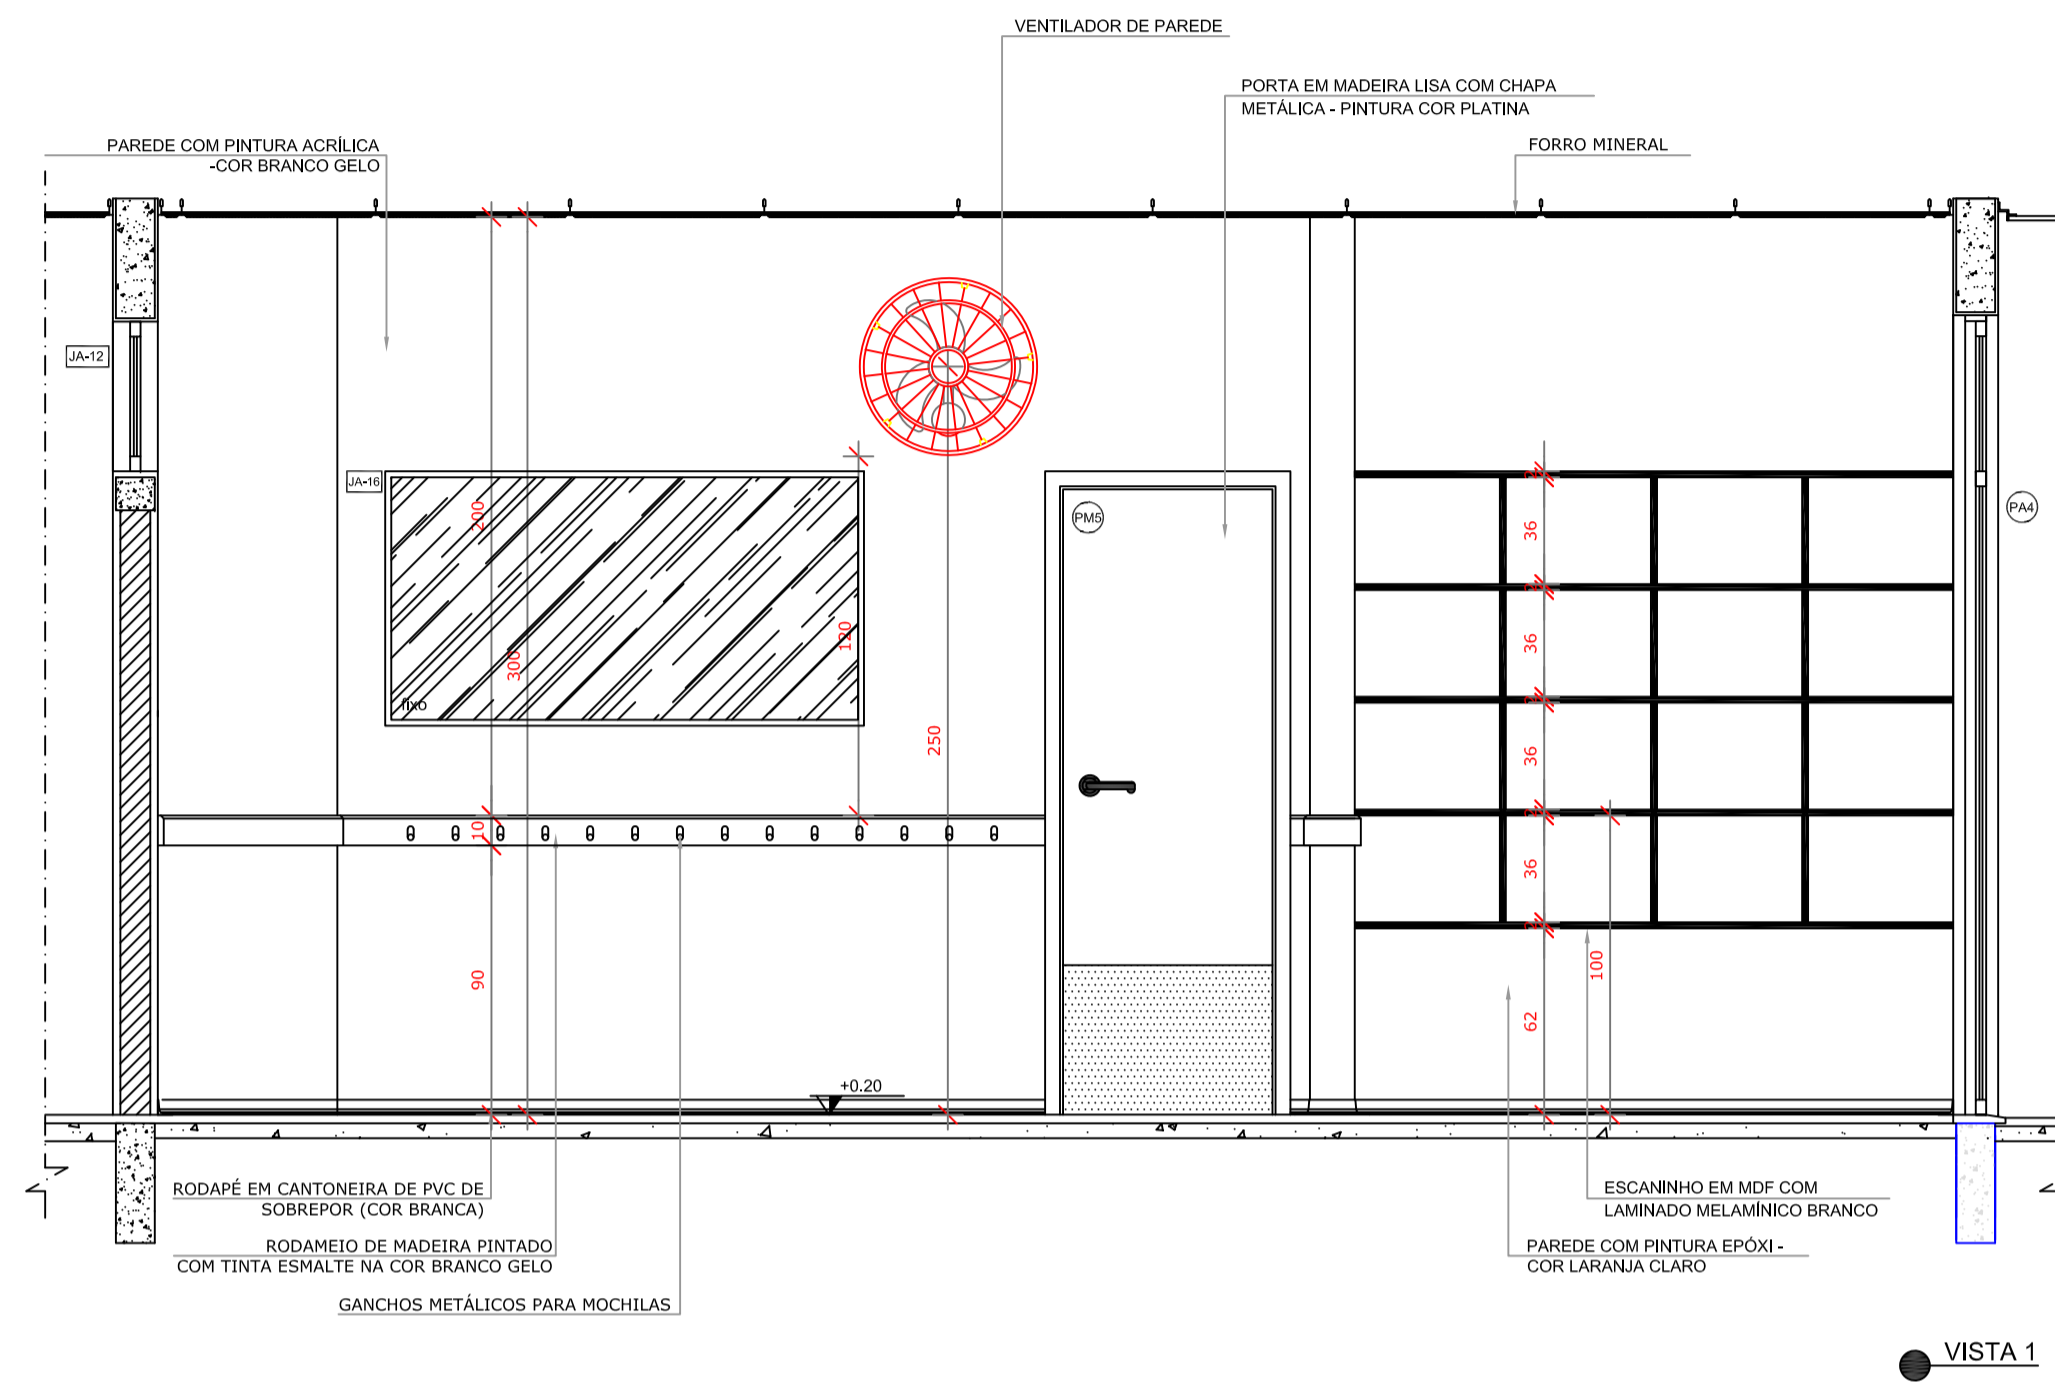 VENTILADOR DE PAREDE
PORTA EM MADEIRA LISA COM CHAPA
METÁLICA - PINTURA COR PLATINA
PAREDE COM PINTURA ACRÍLICA
-COR BRANCO GELO
FORRO MINERAL
JA-12
JA-16
PM5
PA4
200
300
120
250
10
90
fixo
36
36
36
36
62
100
+0.20
RODAPÉ EM CANTONEIRA DE PVC DE
SOBREPOR (COR BRANCA)
RODAMEIO DE MADEIRA PINTADO
COM TINTA ESMALTE NA COR BRANCO GELO
GANCHOS METÁLICOS PARA MOCHILAS
ESCANINHO EM MDF COM
LAMINADO MELAMÍNICO BRANCO
PAREDE COM PINTURA EPÓXI -
COR LARANJA CLARO
VISTA 1